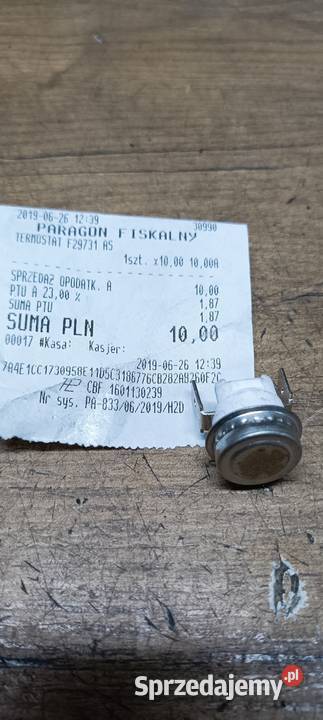 2019-06-26 12:39 30990
PARAGON FISKALNY
TERMOSTAT F29731 AS
1szt. x10,00 10,00A
SPRZEDAŻ OPODATK. A 10,00
PTU A 23,00 % 1,87
SUMA PTU 1,87
SUMA PLN 10,00
00017 #Kasa: Kasjer: 2019-06-26 12:39
CBF 1601130239
Nr sys. PA-833/06/2019/H2D
Sprzedajemy.pl